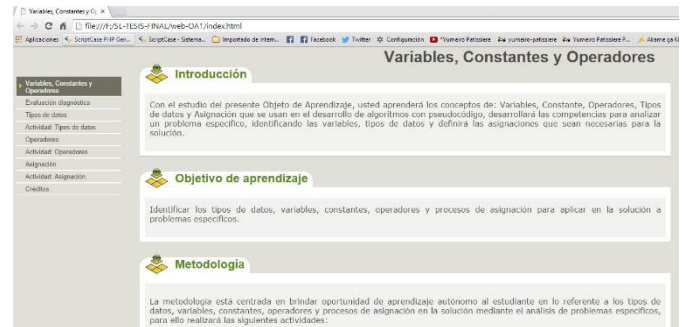 Variables, Constantes y O
file:///F:/SL-TESIS-FINAL/web-OA1/index.html
Aplicaciones ScriptCase PHP Gen... ScriptCase - Sistema... Importado de Intern... Facebook Twitter Configuración Yumeiro Patissiere yumeiro-patissiere Yumeiro Patissiere P... Akame ga Ki
Variables, Constantes y Operadores
Variables, Constantes y
Operadores
Evaluación diagnóstica
Tipos de datos
Actividad: Tipos de datos
Operadores
Actividad: Operadores
Asignación
Actividad: Asignación
Créditos
Introducción
Con el estudio del presente Objeto de Aprendizaje, usted aprenderá los conceptos de: Variables, Constante, Operadores, Tipos
de datos y Asignación que se usan en el desarrollo de algoritmos con pseudocódigo, desarrollará las competencias para analizar
un problema específico, identificando las variables, tipos de datos y definirá las asignaciones que sean necesarias para la
solución.
Objetivo de aprendizaje
Identificar los tipos de datos, variables, constantes, operadores y procesos de asignación para aplicar en la solución a
problemas específicos.
Metodología
La metodología está centrada en brindar oportunidad de aprendizaje autónomo al estudiante en lo referente a los tipos de
datos, variables, constantes, operadores y procesos de asignación en la solución mediante el análisis de problemas específicos,
para ello realizará las siguientes actividades: